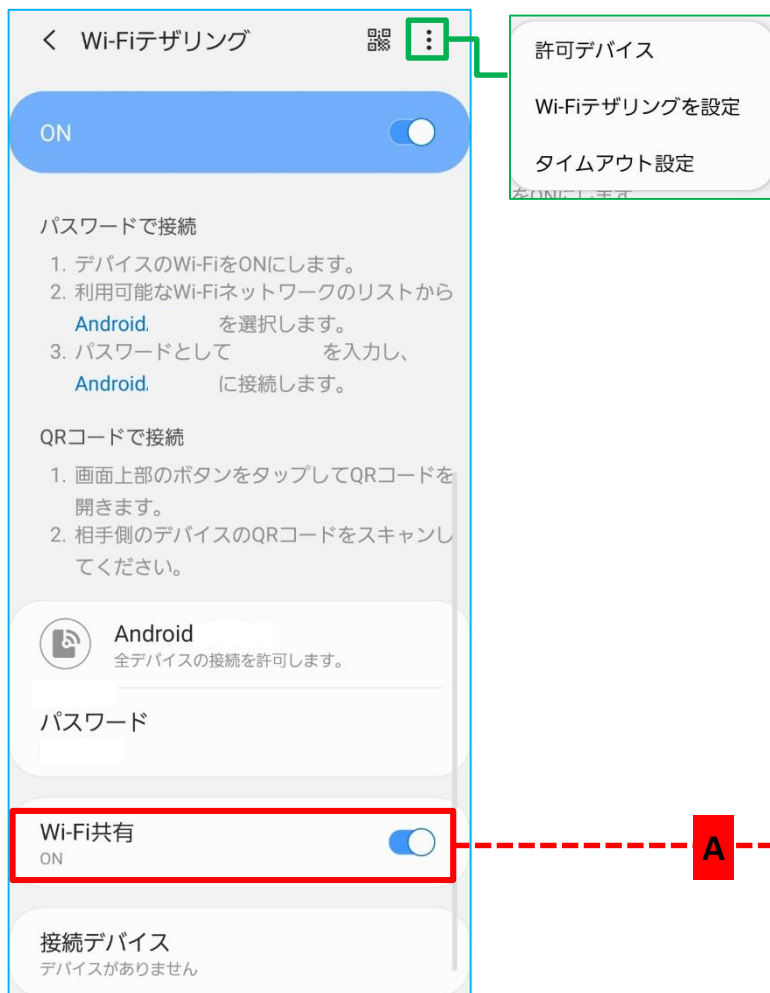 Wi-Fiテザリング
許可デバイス
Wi-Fiテザリングを設定
タイムアウト設定
ON
パスワードで接続
1. デバイスのWi-FiをONにします。
2. 利用可能なWi-Fiネットワークのリストから
Android. を選択します。
3. パスワードとして を入力し、
Android. に接続します。
QRコードで接続
1. 画面上部のボタンをタップしてQRコードを
開きます。
2. 相手側のデバイスのQRコードをスキャンし
てください。
Android
全デバイスの接続を許可します。
パスワード
Wi-Fi共有
ON
A
接続デバイス
デバイスがありません